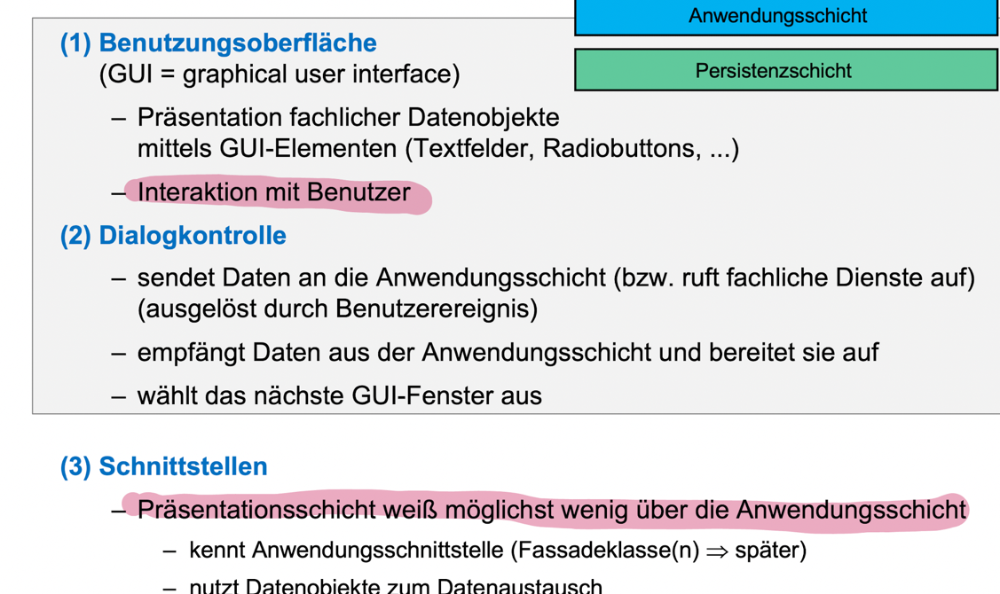 Anwendungsschicht
(1) Benutzungsoberfläche
(GUI = graphical user interface)
Persistenzschicht
– Präsentation fachlicher Datenobjekte
mittels GUI-Elementen (Textfelder, Radiobuttons, ...)
– Interaktion mit Benutzer
(2) Dialogkontrolle
– sendet Daten an die Anwendungsschicht (bzw. ruft fachliche Dienste auf)
(ausgelöst durch Benutzerereignis)
– empfängt Daten aus der Anwendungsschicht und bereitet sie auf
– wählt das nächste GUI-Fenster aus
(3) Schnittstellen
– Präsentationsschicht weiß möglichst wenig über die Anwendungsschicht
– kennt Anwendungsschnittstelle (Fassadeklasse(n) ⇒ später)
– nutzt Datenobjekte zum Datenaustausch